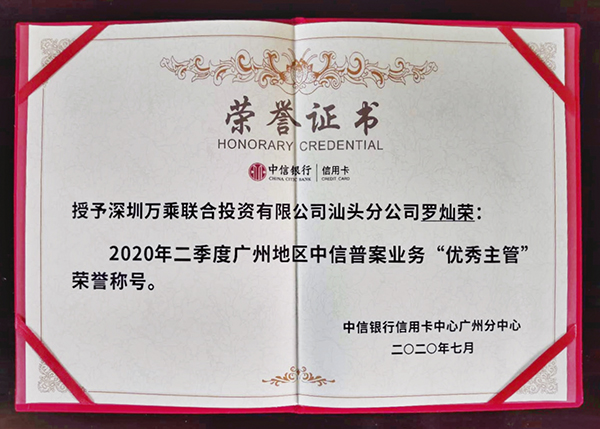 荣誉证书
HONORARY CREDENTIAL
中信银行 信用卡
CHINA CITIC BANK CREDIT CARD
授予深圳万乘联合投资有限公司汕头分公司罗灿荣：
2020年二季度广州地区中信普案业务“优秀主管”
荣誉称号。
中信银行信用卡中心广州分中心
二〇二〇年七月